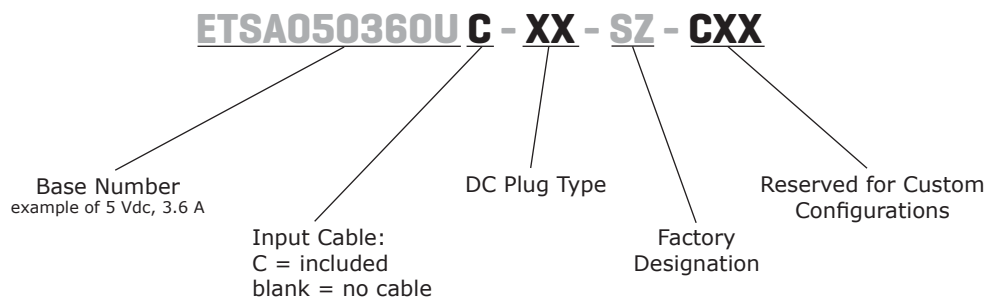 ETSA050360U C - XX - SZ - CXX
Base Number
example of 5 Vdc, 3.6 A
DC Plug Type
Reserved for Custom
Configurations
Input Cable:
C = included
blank = no cable
Factory
Designation